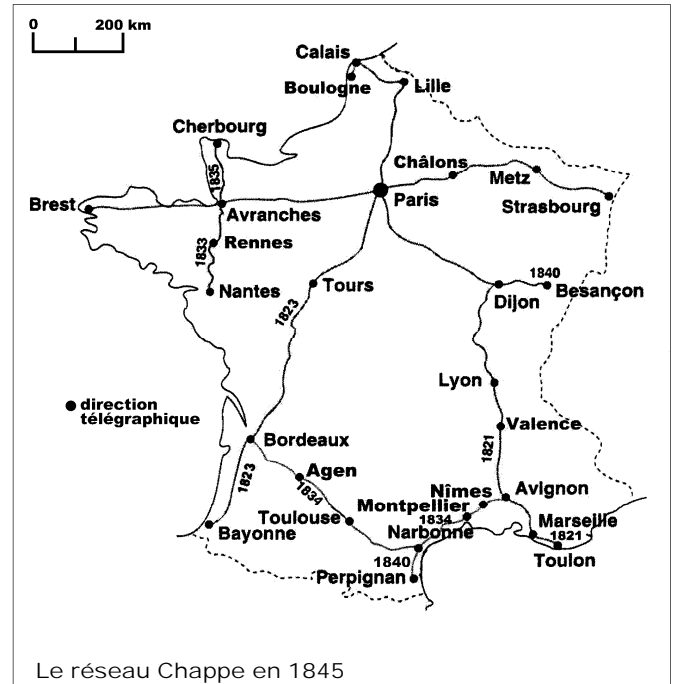 0 200 km
Calais
Boulogne
Lille
Cherbourg
1835
Châlons
Metz
Strasbourg
Brest
Avranches
Paris
Rennes
1833
Nantes
Tours
1823
1840
Dijon
Besançon
Lyon
direction
télégraphique
Valence
1821
Bordeaux
1823
Agen
1834
Toulouse
Bayonne
Nîmes
Avignon
Montpellier
1834
Narbonne
Marseille
1821
Toulon
1840
Perpignan
Le réseau Chappe en 1845